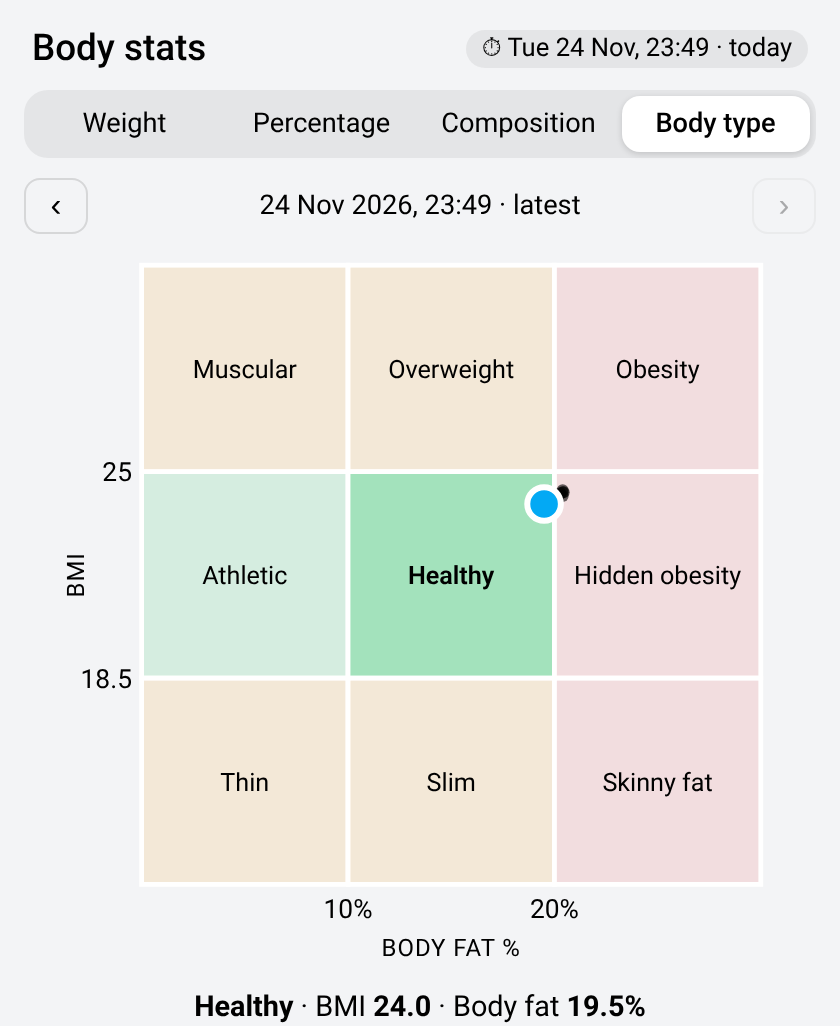 Body stats
⏱ Tue 24 Nov, 23:49 · today
Weight Percentage Composition Body type
‹ 24 Nov 2026, 23:49 · latest ›
Muscular Overweight Obesity
25
Athletic Healthy Hidden obesity
BMI
18.5
Thin Slim Skinny fat
10% 20%
BODY FAT %
Healthy · BMI 24.0 · Body fat 19.5%